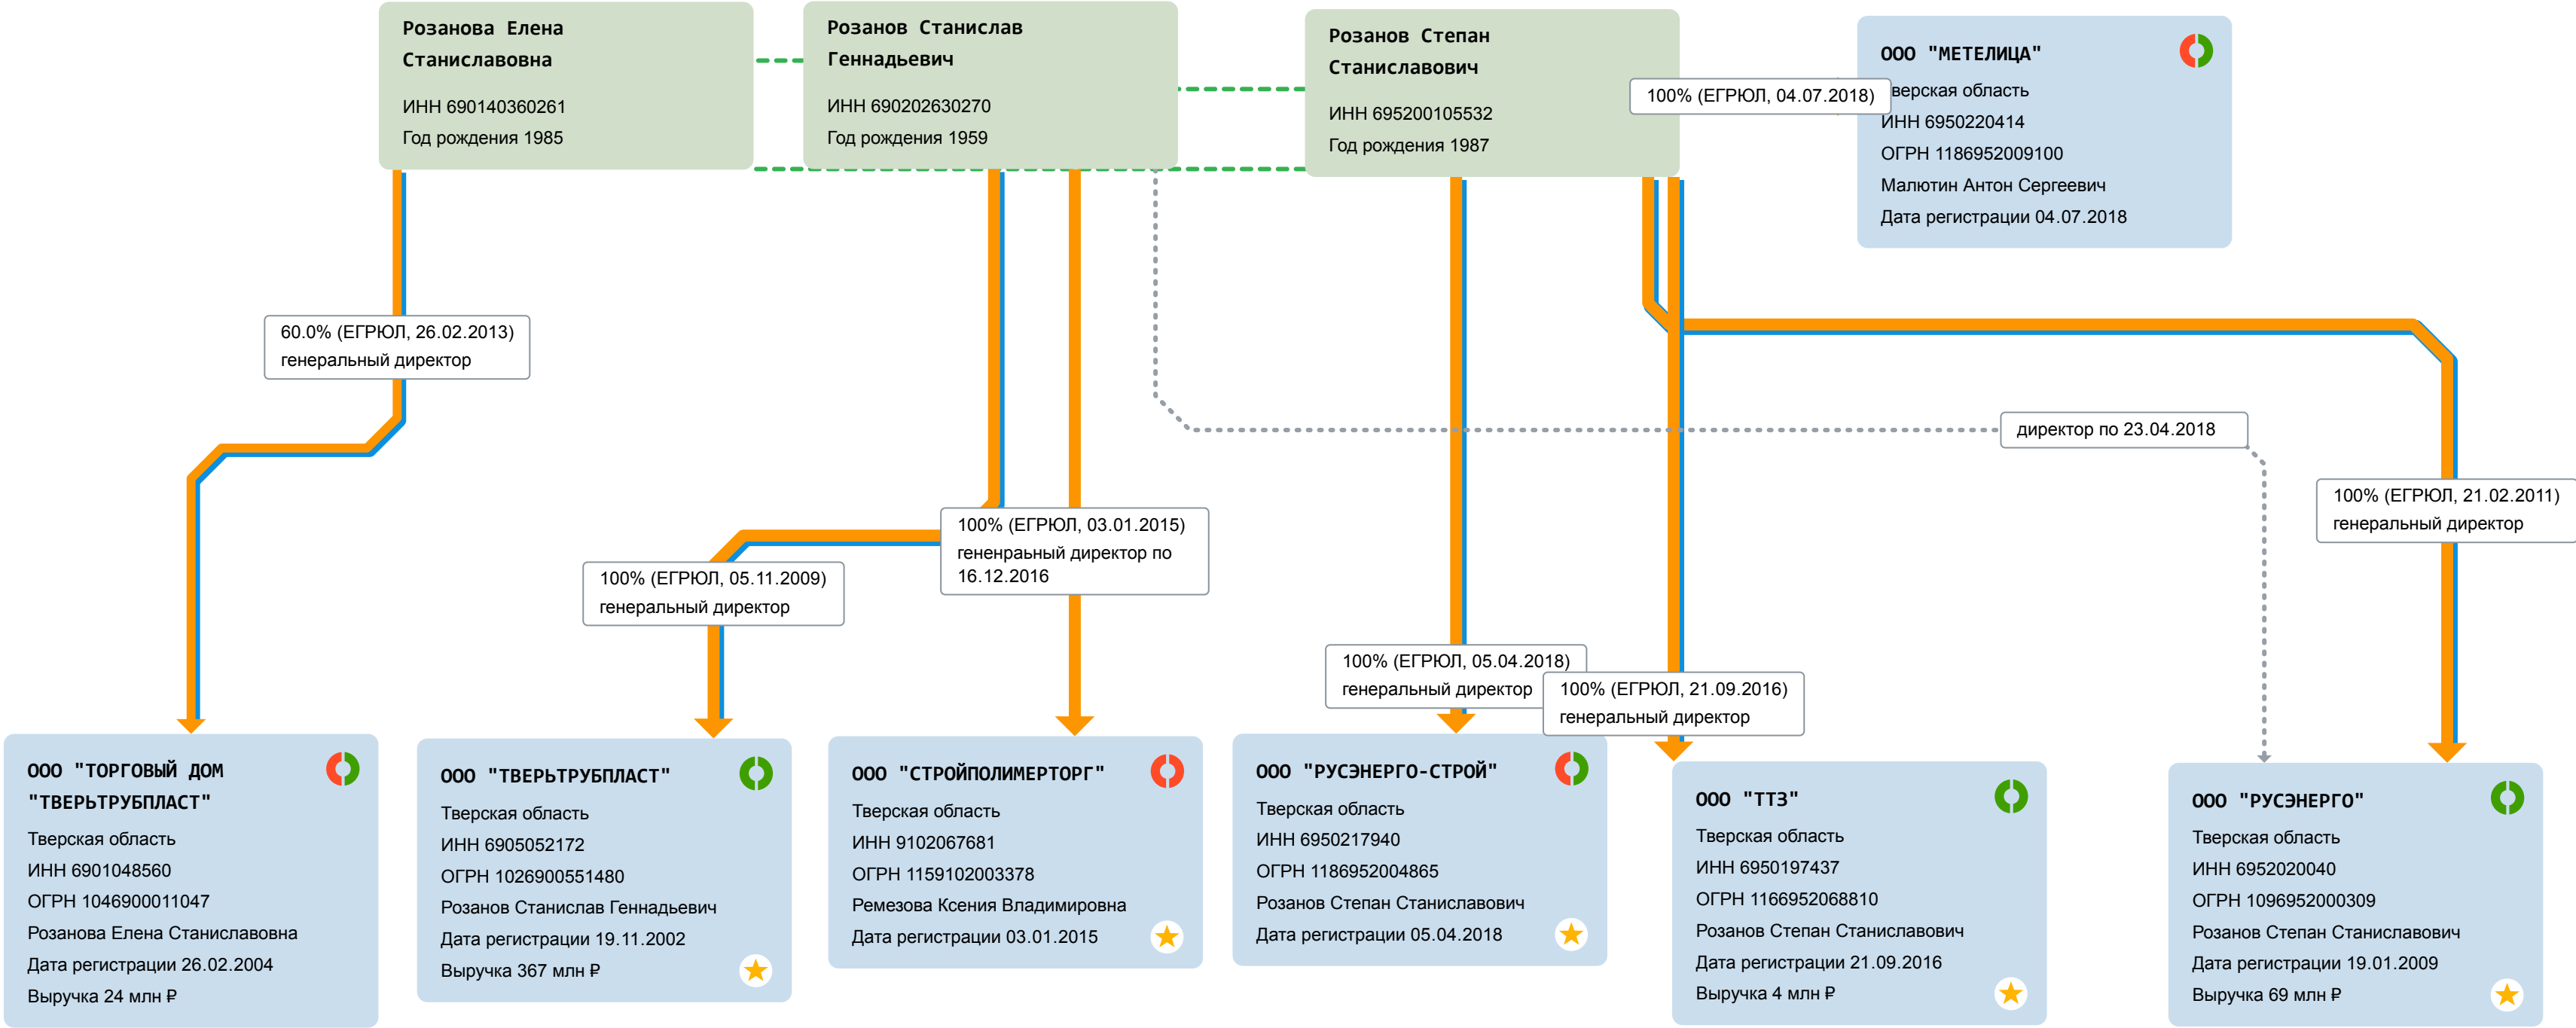 Розанова Елена
Станиславовна
ИНН 690140360261
Год рождения 1985
Розанов Станислав
Геннадьевич
ИНН 690202630270
Год рождения 1959
Розанов Степан
Станиславович
ИНН 695200105532
Год рождения 1987
100% (ЕГРЮЛ, 04.07.2018)
ООО "МЕТЕЛИЦА"
верская область
ИНН 6950220414
ОГРН 1186952009100
Малютин Антон Сергеевич
Дата регистрации 04.07.2018
60.0% (ЕГРЮЛ, 26.02.2013)
генеральный директор
директор по 23.04.2018
100% (ЕГРЮЛ, 21.02.2011)
генеральный директор
100% (ЕГРЮЛ, 03.01.2015)
гененраьный директор по
16.12.2016
100% (ЕГРЮЛ, 05.11.2009)
генеральный директор
100% (ЕГРЮЛ, 05.04.2018)
генеральный директор
100% (ЕГРЮЛ, 21.09.2016)
генеральный директор
ООО "ТОРГОВЫЙ ДОМ
"ТВЕРЬТРУБПЛАСТ"
Тверская область
ИНН 6901048560
ОГРН 1046900011047
Розанова Елена Станиславовна
Дата регистрации 26.02.2004
Выручка 24 млн ₽
ООО "ТВЕРЬТРУБПЛАСТ"
Тверская область
ИНН 6905052172
ОГРН 1026900551480
Розанов Станислав Геннадьевич
Дата регистрации 19.11.2002
Выручка 367 млн ₽
ООО "СТРОЙПОЛИМЕРТОРГ"
Тверская область
ИНН 9102067681
ОГРН 1159102003378
Ремезова Ксения Владимировна
Дата регистрации 03.01.2015
ООО "РУСЭНЕРГО-СТРОЙ"
Тверская область
ИНН 6950217940
ОГРН 1186952004865
Розанов Степан Станиславович
Дата регистрации 05.04.2018
ООО "ТТЗ"
Тверская область
ИНН 6950197437
ОГРН 1166952068810
Розанов Степан Станиславович
Дата регистрации 21.09.2016
Выручка 4 млн ₽
ООО "РУСЭНЕРГО"
Тверская область
ИНН 6952020040
ОГРН 1096952000309
Розанов Степан Станиславович
Дата регистрации 19.01.2009
Выручка 69 млн ₽